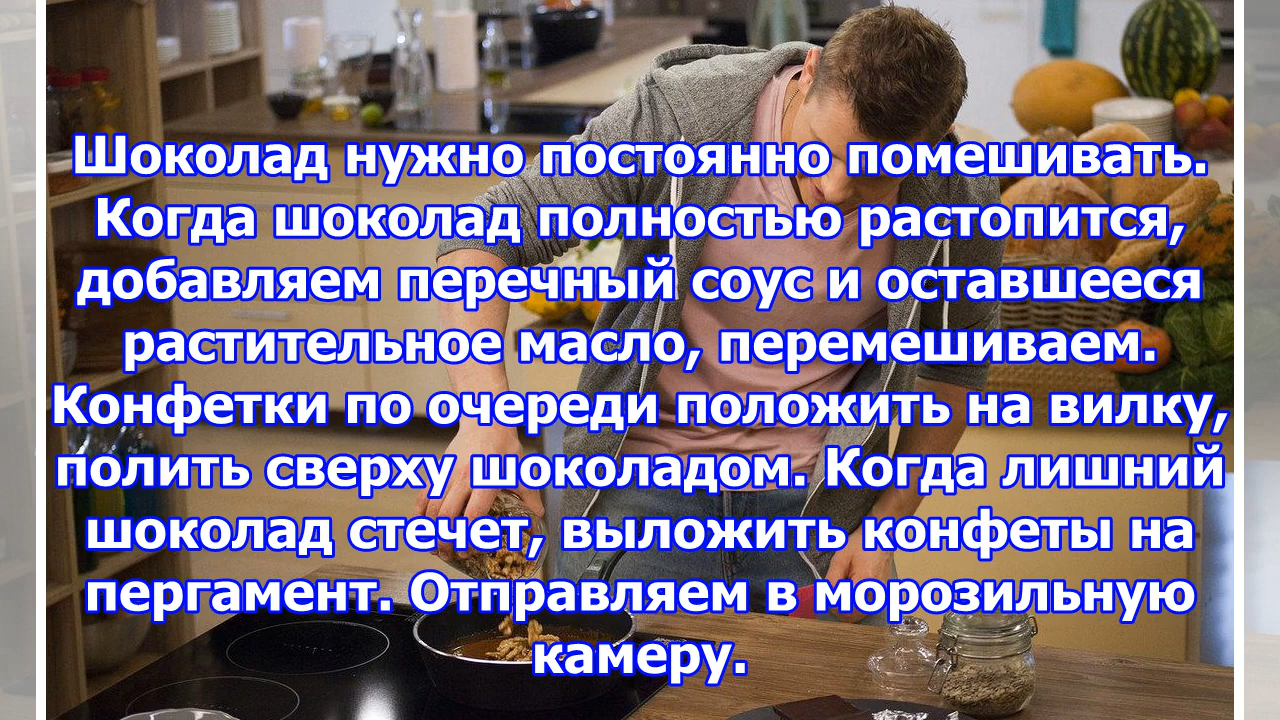 Шоколад нужно постоянно помешивать.
Когда шоколад полностью растопится,
добавляем перечный соус и оставшееся
растительное масло, перемешиваем.
Конфетки по очереди положить на вилку,
полить сверху шоколадом. Когда лишний
шоколад стечет, выложить конфеты на
пергамент. Отправляем в морозильную
камеру.